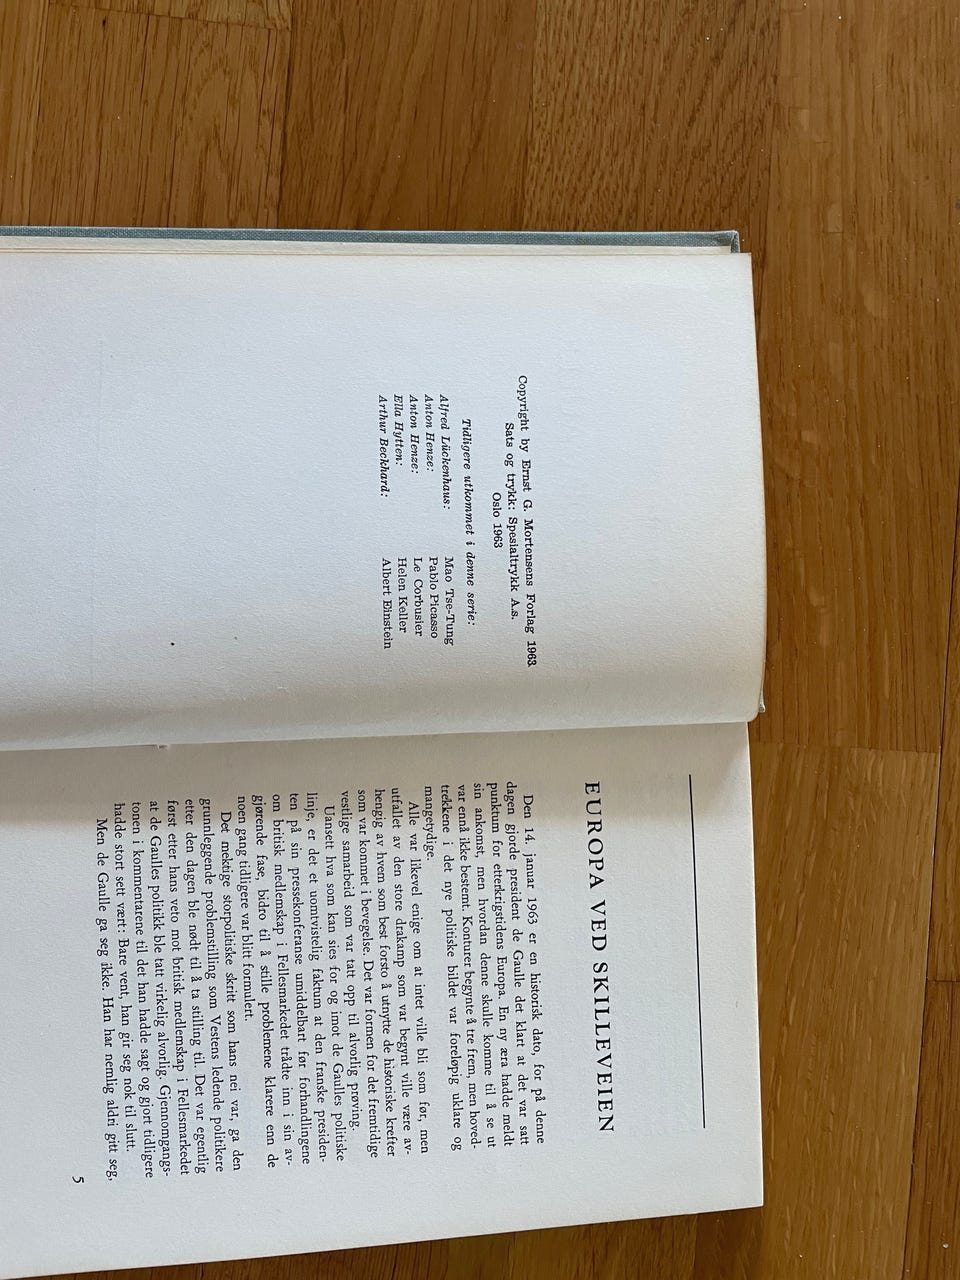 Copyright by Ernst G. Mortensens Forlag 1963
Sats og trykk: Spesialtrykk A.s.
Oslo 1963
Tidligere utkommet i denne serie:
Alfred Lückenhaus: Mao Tse-Tung
Anton Henze: Pablo Picasso
Anton Henze: Le Corbusier
Ella Hytten: Helen Keller
Arthur Beckhard: Albert Einstein
EUROPA VED SKILLEVEIEN
Den 14. januar 1963 er en historisk dato, for på denne
dagen gjorde president de Gaulle det klart at det var satt
punktum for etterkrigstidens Europa. En ny æra hadde meldt
sin ankomst, men hvordan denne skulle komme til å se ut
var ennå ikke bestemt. Konturer begynte å tre frem, men hoved-
trekkene i det nye politiske bildet var foreløpig uklare og
mangetydige.
Alle var likevel enige om at intet ville bli som før, men
utfallet av den store drakamp som var begynt ville være av-
hengig av hvem som best forsto å utnytte de historiske krefter
som var kommet i bevegelse. Det var formen for det fremtidige
vestlige samarbeid som var tatt opp til alvorlig prøving.
Uansett hva som kan sies for og imot de Gaulles politiske
linje, er det et uomtvistelig faktum at den franske presiden-
ten på sin pressekonferanse umiddelbart før forhandlingene
om britisk medlemskap i Fellesmarkedet trådte inn i sin av-
gjørende fase, bidro til å stille problemene klarere enn de
noen gang tidligere var blitt formulert.
Det mektige storpolitiske skritt som hans nei var, ga den
grunnleggende problemstilling som Vestens ledende politikere
etter den dagen ble nødt til å ta stilling til. Det var egentlig
først etter hans veto mot britisk medlemskap i Fellesmarkedet
at de Gaulles politikk ble tatt virkelig alvorlig. Gjennomgangs-
tonen i kommentarene til det han hadde sagt og gjort tidligere
hadde stort sett vært: Bare vent, han gir seg nok til slutt.
Men de Gaulle ga seg ikke. Han har nemlig aldri gitt seg,
5